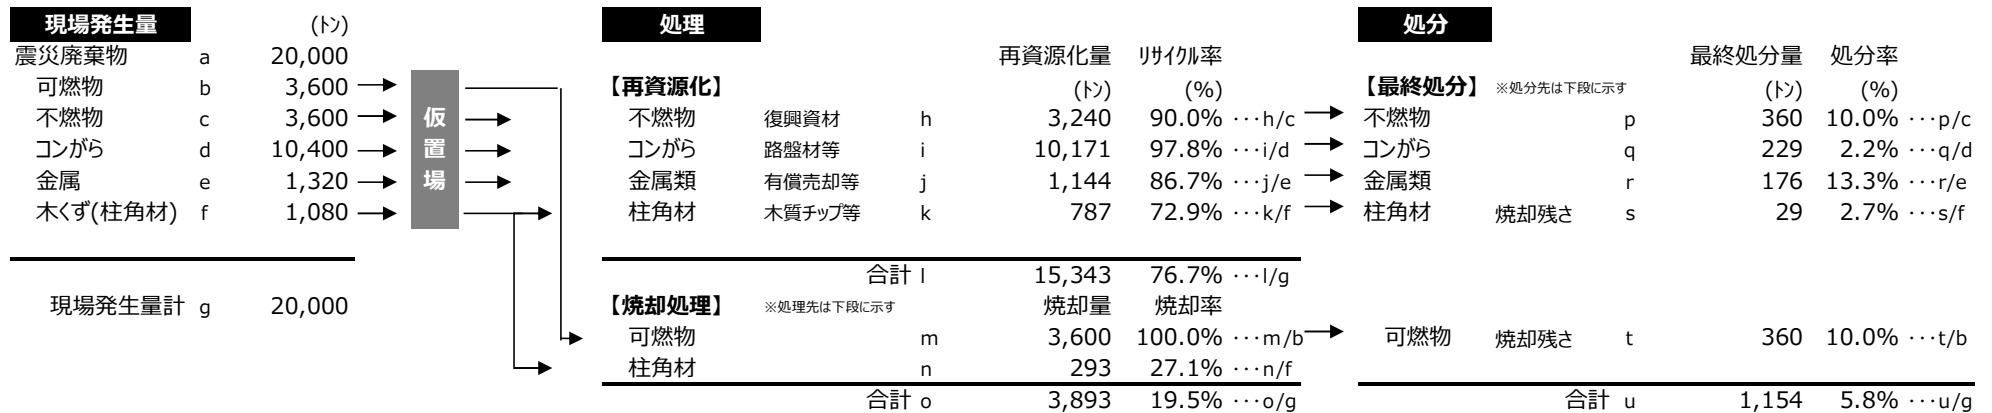 現場発生量 (トン) 処理 処分
震災廃棄物 a 20,000 再資源化量 リサイクル率 最終処分量 処分率
可燃物 b 3,600 【再資源化】 (トン) (%) 【最終処分】 ※処分先は下段に示す (トン) (%)
不燃物 c 3,600 不燃物 復興資材 h 3,240 90.0% ･･･h/c 不燃物 p 360 10.0% ･･･p/c
コンがら d 10,400 コンがら 路盤材等 i 10,171 97.8% ･･･i/d コンがら q 229 2.2% ･･･q/d
金属 e 1,320 金属類 有償売却等 j 1,144 86.7% ･･･j/e 金属類 r 176 13.3% ･･･r/e
木くず(柱角材) f 1,080 柱角材 木質チップ等 k 787 72.9% ･･･k/f 柱角材 焼却残さ s 29 2.7% ･･･s/f
仮置場
合計 l 15,343 76.7% ･･･l/g
現場発生量計 g 20,000 【焼却処理】 ※処理先は下段に示す 焼却量 焼却率
可燃物 m 3,600 100.0% ･･･m/b 可燃物 焼却残さ t 360 10.0% ･･･t/b
柱角材 n 293 27.1% ･･･n/f
合計 o 3,893 19.5% ･･･o/g 合計 u 1,154 5.8% ･･･u/g